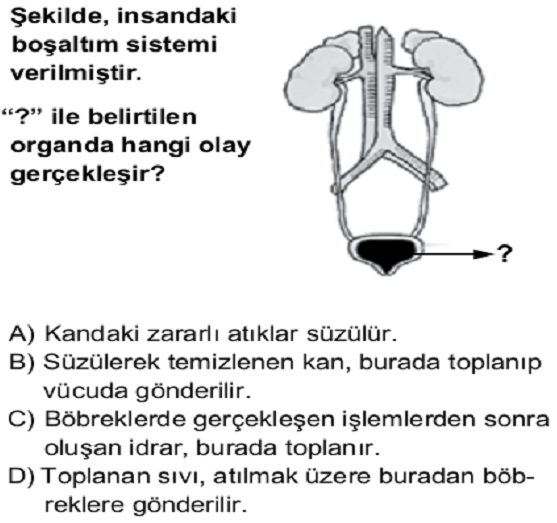 Şekilde, insandaki
boşaltım sistemi
verilmiştir.
“?” ile belirtilen
organda hangi olay
gerçekleşir?
?
A) Kandaki zararlı atıklar süzülür.
B) Süzülerek temizlenen kan, burada toplanıp
vücuda gönderilir.
C) Böbreklerde gerçekleşen işlemlerden sonra
oluşan idrar, burada toplanır.
D) Toplanan sıvı, atılmak üzere buradan böb-
reklere gönderilir.